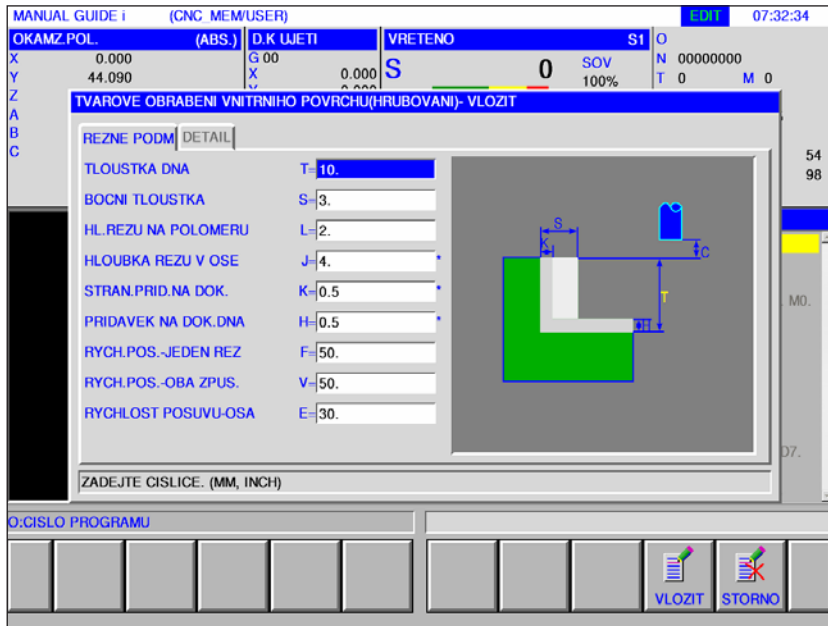 MANUAL GUIDE i (CNC_MEM/USER) EDIT 07:32:34
OKAMZ.POL. (ABS.) D.K UJETI VRETENO S1 O
X 0.000 G 00 S 0 SOV N 00000000
Y 44.090 X 0.000 100% T 0 M 0
Z
A
B
C
54
98
TVAROVE OBRABENI VNITRNIHO POVRCHU(HRUBOVANI)- VLOZIT
REZNE PODM DETAIL
TLOUSTKA DNA T= 10.
BOCNI TLOUSTKA S= 3.
HL.REZU NA POLOMERU L= 2.
HLOUBKA REZU V OSE J= 4. *
STRAN.PRID.NA DOK. K= 0.5 *
PRIDAVEK NA DOK.DNA H= 0.5 *
RYCH.POS.-JEDEN REZ F= 50.
RYCH.POS.-OBA ZPUS. V= 50.
RYCHLOST POSUVU-OSA E= 30.
S
K
C
T
H
M0.
D7.
ZADEJTE CISLICE. (MM, INCH)
O:CISLO PROGRAMU
VLOZIT STORNO